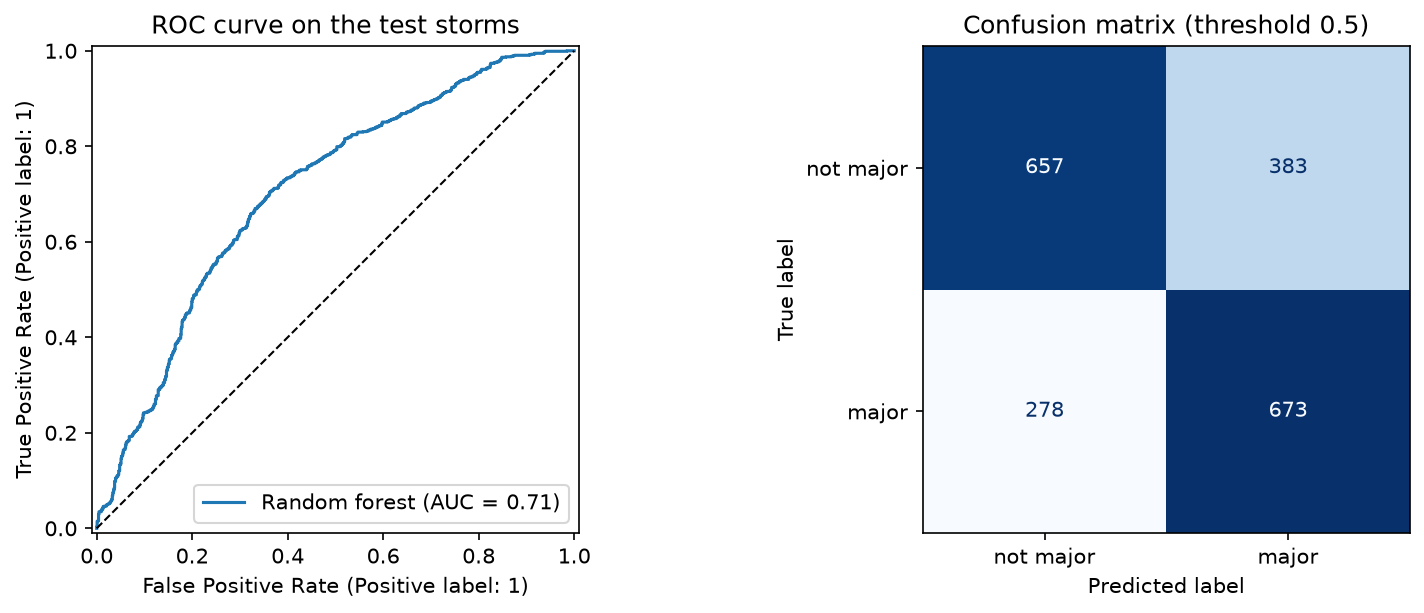 ROC curve on the test storms
True Positive Rate (Positive label: 1)
1.0
0.8
0.6
0.4
0.2
0.0
Random forest (AUC = 0.71)
0.0 0.2 0.4 0.6 0.8 1.0
False Positive Rate (Positive label: 1)
Confusion matrix (threshold 0.5)
True label
not major
657 383
major
278 673
not major major
Predicted label